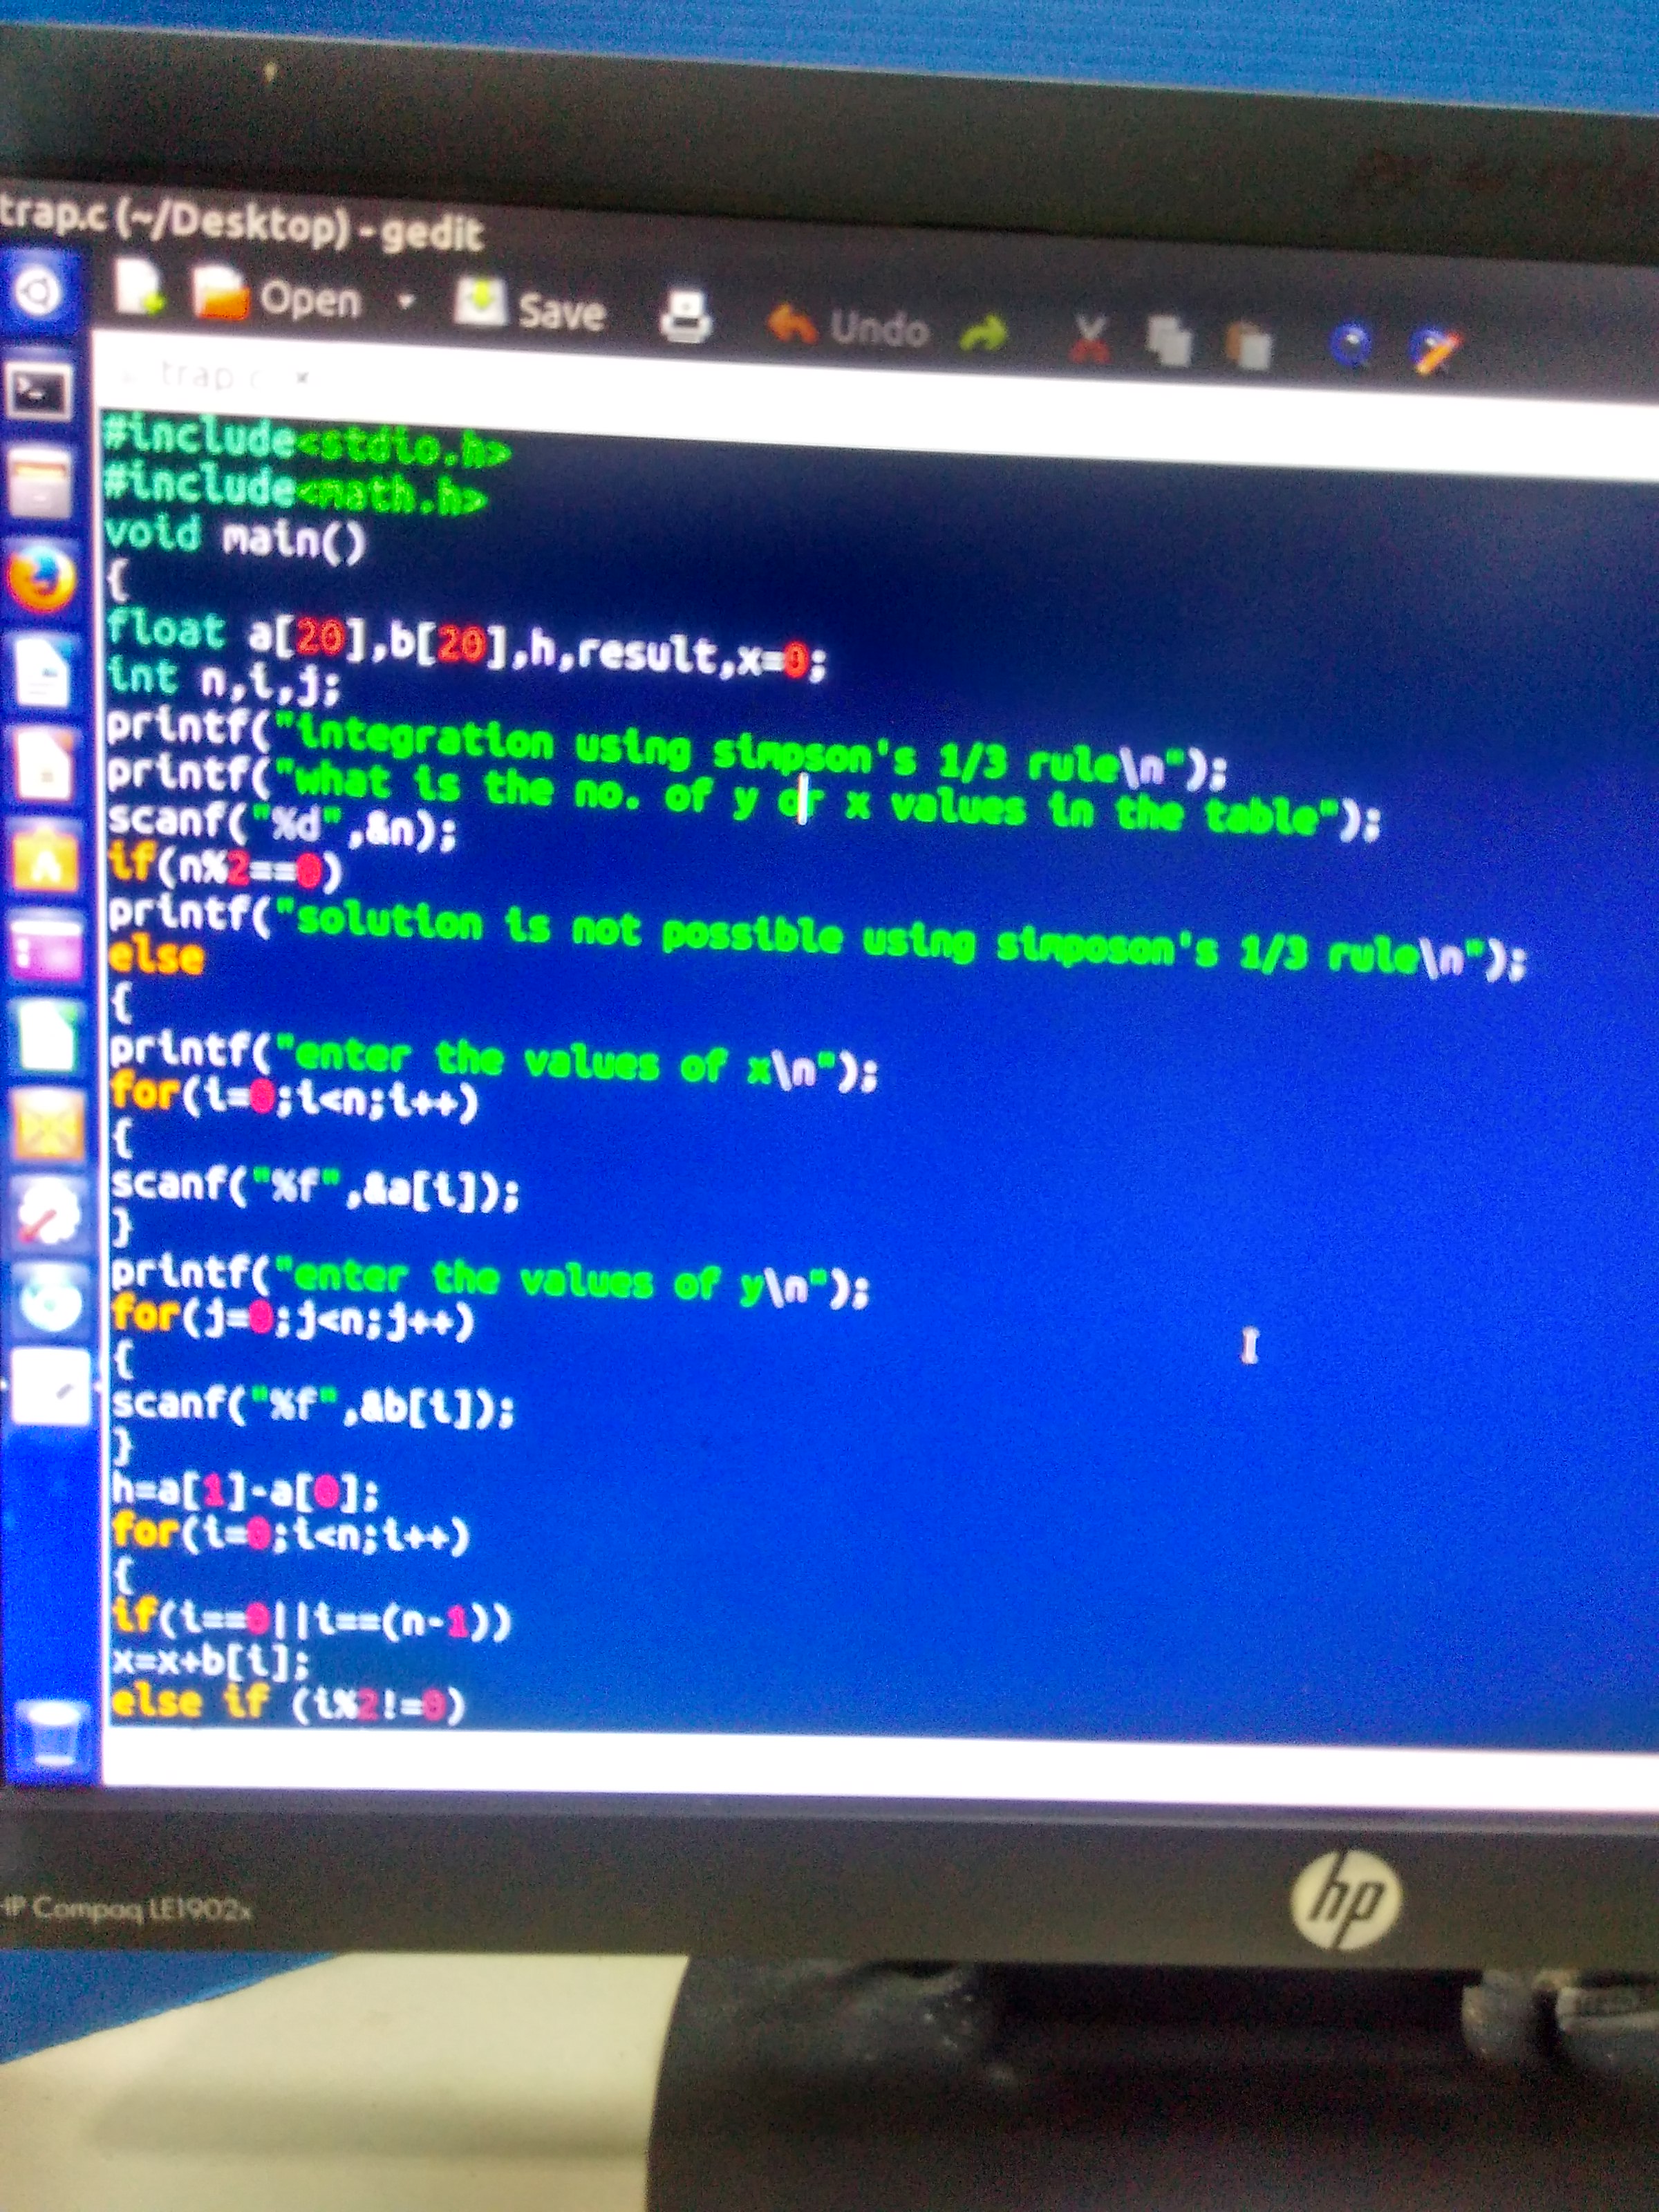 trap.c (~/Desktop) - gedit
Open Save Undo
trap.c ×
#include<stdio.h>
#include<math.h>
void main()
{
float a[20],b[20],h,result,x=0;
int n,i,j;
printf("integration using simpson's 1/3 rule\n");
printf("what is the no. of y or x values in the table");
scanf("%d",&n);
if(n%2==0)
printf("solution is not possible using simposon's 1/3 rule\n");
else
{
printf("enter the values of x\n");
for(i=0;i<n;i++)
{
scanf("%f",&a[i]);
}
printf("enter the values of y\n");
for(j=0;j<n;j++)
{
scanf("%f",&b[i]);
}
h=a[1]-a[0];
for(i=0;i<n;i++)
{
if(i==0||i==(n-1))
x=x+b[i];
else if (i%2!=0)
HP Compaq LE1902x
hp